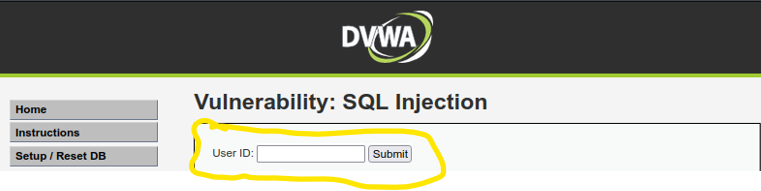 DVWA
Vulnerability: SQL Injection
Home
Instructions
Setup / Reset DB
User ID: Submit